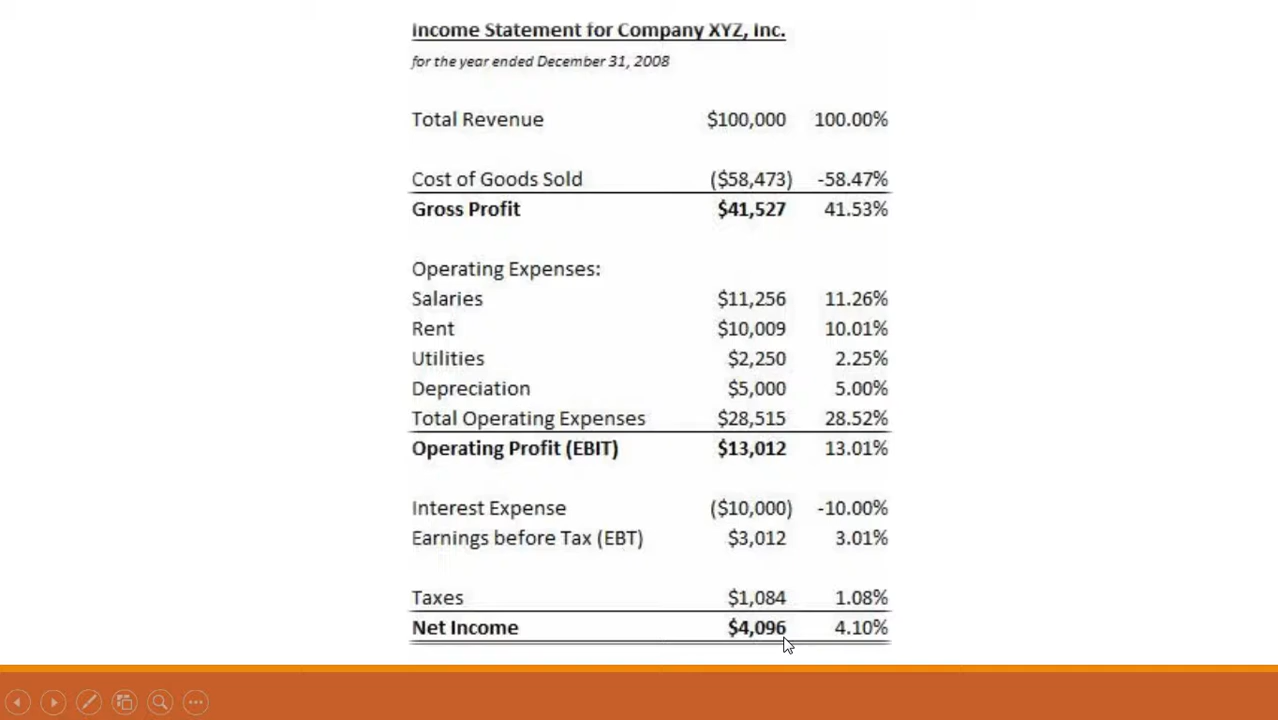 Income Statement for Company XYZ, Inc.
for the year ended December 31, 2008
Total Revenue $100,000 100.00%
Cost of Goods Sold ($58,473) -58.47%
Gross Profit $41,527 41.53%
Operating Expenses:
Salaries $11,256 11.26%
Rent $10,009 10.01%
Utilities $2,250 2.25%
Depreciation $5,000 5.00%
Total Operating Expenses $28,515 28.52%
Operating Profit (EBIT) $13,012 13.01%
Interest Expense ($10,000) -10.00%
Earnings before Tax (EBT) $3,012 3.01%
Taxes $1,084 1.08%
Net Income $4,096 4.10%